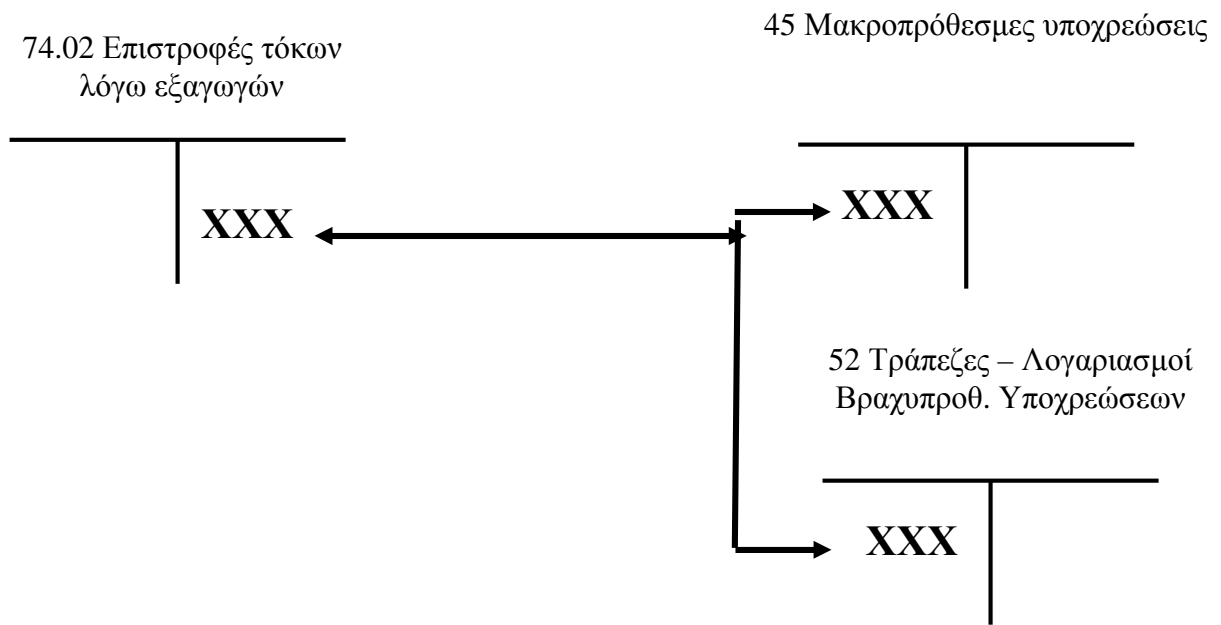 74.02 Επιστροφές τόκων
λόγω εξαγωγών
45 Μακροπρόθεσμες υποχρεώσεις
XXX
XXX
52 Τράπεζες – Λογαριασμοί
Βραχυπροθ. Υποχρεώσεων
XXX